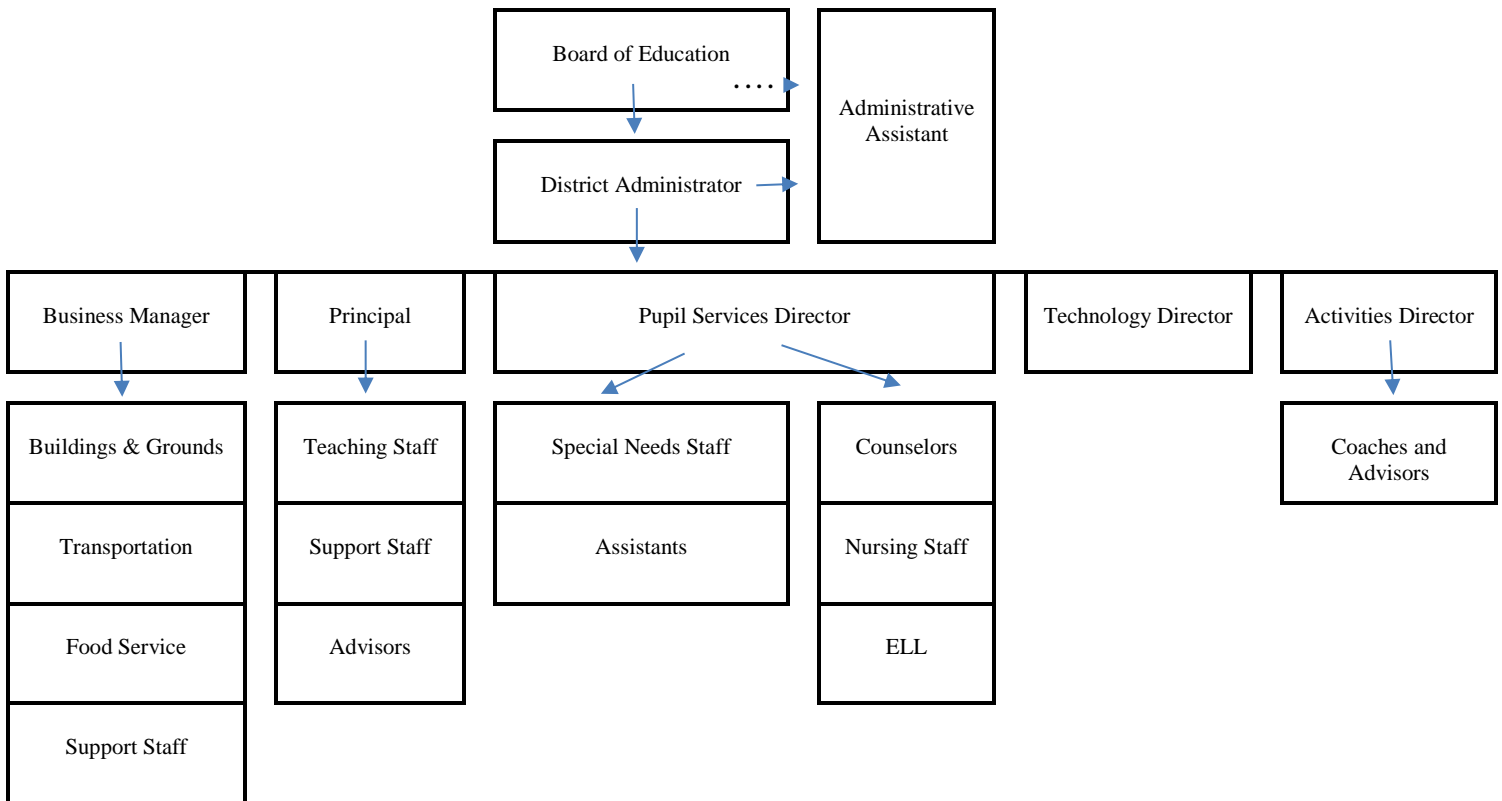 Board of Education
....
Administrative
Assistant
District Administrator
Business Manager
Principal
Pupil Services Director
Technology Director
Activities Director
Buildings & Grounds
Teaching Staff
Special Needs Staff
Counselors
Coaches and
Advisors
Transportation
Support Staff
Assistants
Nursing Staff
Food Service
Advisors
ELL
Support Staff